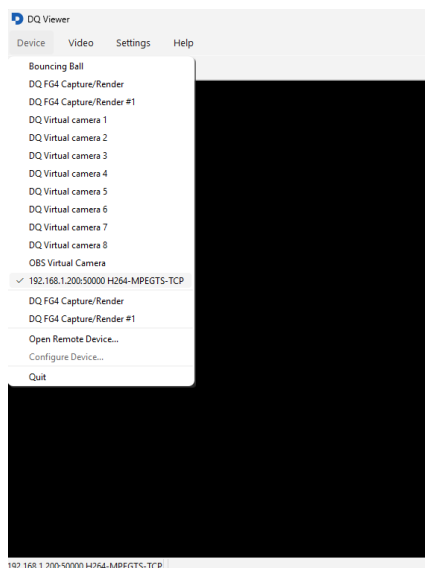 DQ Viewer
Device Video Settings Help
Bouncing Ball
DQ FG4 Capture/Render
DQ FG4 Capture/Render #1
DQ Virtual camera 1
DQ Virtual camera 2
DQ Virtual camera 3
DQ Virtual camera 4
DQ Virtual camera 5
DQ Virtual camera 6
DQ Virtual camera 7
DQ Virtual camera 8
OBS Virtual Camera
192.168.1.200:50000 H264-MPEGTS-TCP
DQ FG4 Capture/Render
DQ FG4 Capture/Render #1
Open Remote Device...
Configure Device...
Quit
192.168.1.200:50000 H264-MPEGTS-TCP